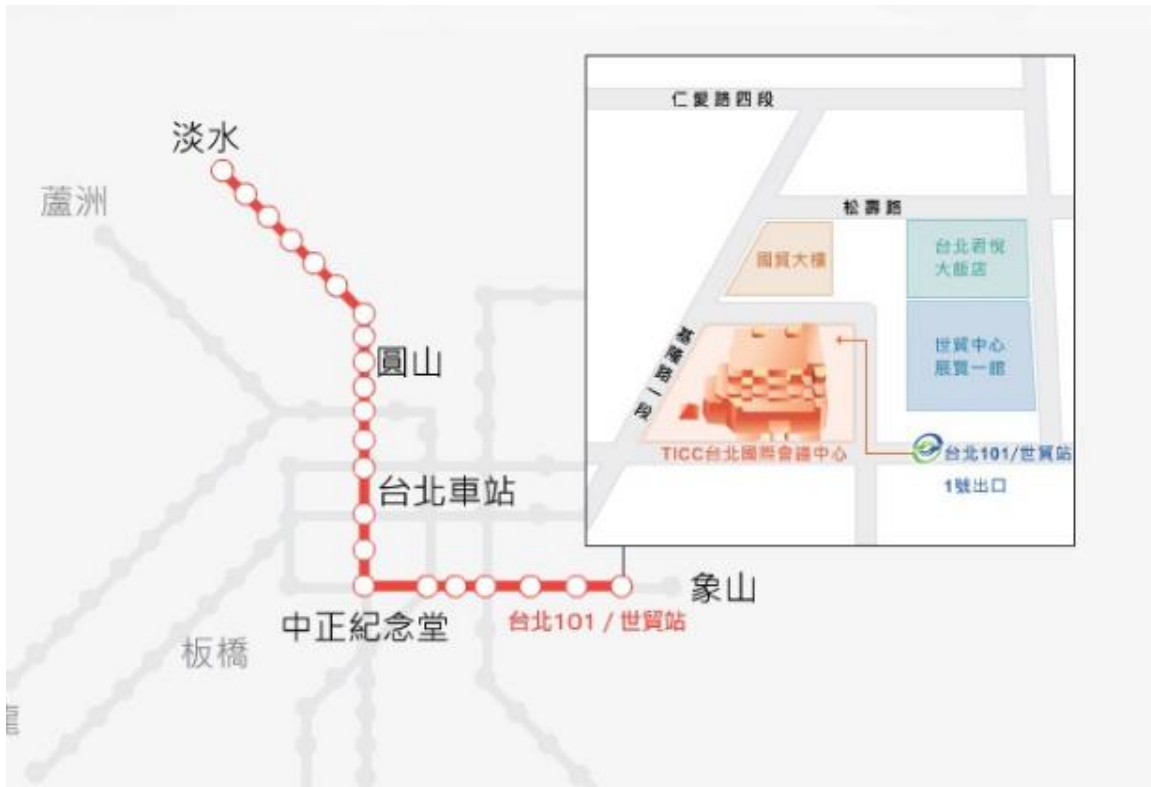 淡水
蘆洲
圓山
台北車站
中正紀念堂
台北101 / 世貿站
象山
板橋
仁愛路四段
松壽路
國貿大樓
台北君悅
大飯店
基隆路一段
世貿中心
展覽一館
TICC台北國際會議中心
台北101/世貿站
1號出口